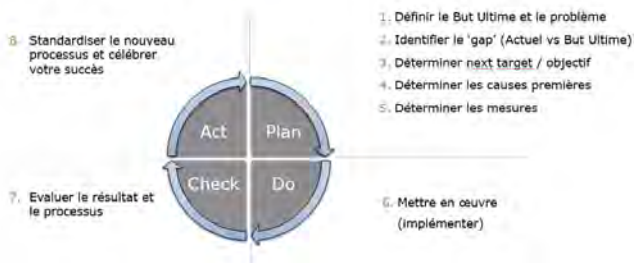 1. Définir le But Ultime et le problème
2. Identifier le 'gap' (Actuel vs But Ultime)
3. Déterminer next target / objectif
4. Déterminer les causes premières
5. Déterminer les mesures
8. Standardiser le nouveau
processus et célébrer
votre succès
Act
Plan
Check
Do
7. Evaluer le résultat et
le processus
6. Mettre en œuvre
(implémenter)